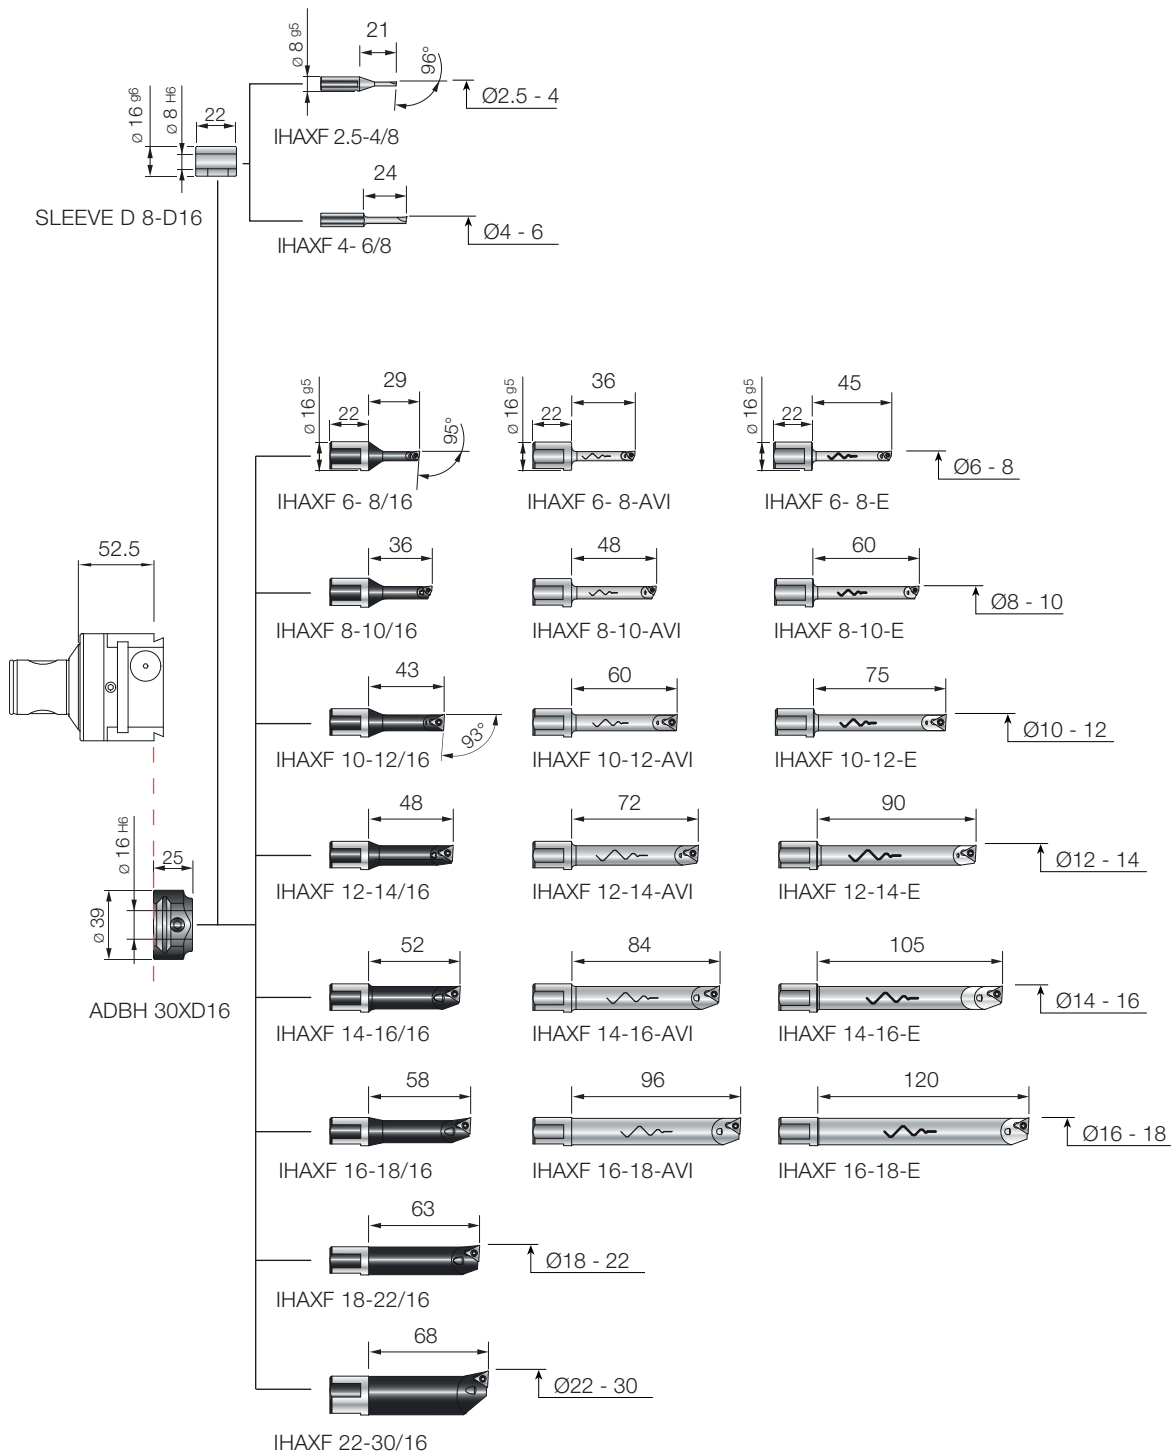 Ø 8 g5
21
96°
Ø2.5 - 4
IHAXF 2.5-4/8
Ø 16 g6
Ø 8 H6
22
SLEEVE D 8-D16
24
Ø4 - 6
IHAXF 4- 6/8
Ø 16 g5
22
29
95°
IHAXF 6- 8/16
Ø 16 g5
22
36
IHAXF 6- 8-AVI
Ø 16 g5
22
45
IHAXF 6- 8-E
Ø6 - 8
52.5
36
IHAXF 8-10/16
48
IHAXF 8-10-AVI
60
IHAXF 8-10-E
Ø8 - 10
43
93°
IHAXF 10-12/16
60
IHAXF 10-12-AVI
75
IHAXF 10-12-E
Ø10 - 12
48
IHAXF 12-14/16
72
IHAXF 12-14-AVI
90
IHAXF 12-14-E
Ø12 - 14
Ø 16 H6
25
Ø 39
ADBH 30XD16
52
IHAXF 14-16/16
84
IHAXF 14-16-AVI
105
IHAXF 14-16-E
Ø14 - 16
58
IHAXF 16-18/16
96
IHAXF 16-18-AVI
120
IHAXF 16-18-E
Ø16 - 18
63
Ø18 - 22
IHAXF 18-22/16
68
Ø22 - 30
IHAXF 22-30/16